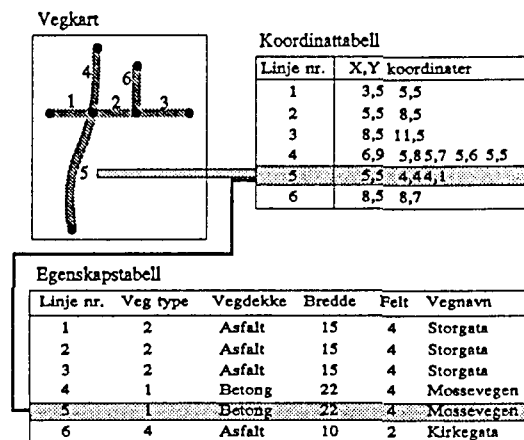 Vegkart
4 6
1 2 3
5
Koordinattabell
Linje nr. X,Y koordinater
1 3,5 5,5
2 5,5 8,5
3 8,5 11,5
4 6,9 5,8 5,7 5,6 5,5
5 5,5 4,4 4,1
6 8,5 8,7
Egenskapstabell
Linje nr. Veg type Vegdekke Bredde Felt Vegnavn
1 2 Asfalt 15 4 Storgata
2 2 Asfalt 15 4 Storgata
3 2 Asfalt 15 4 Storgata
4 1 Betong 22 4 Mossevegen
5 1 Betong 22 4 Mossevegen
6 4 Asfalt 10 2 Kirkegata